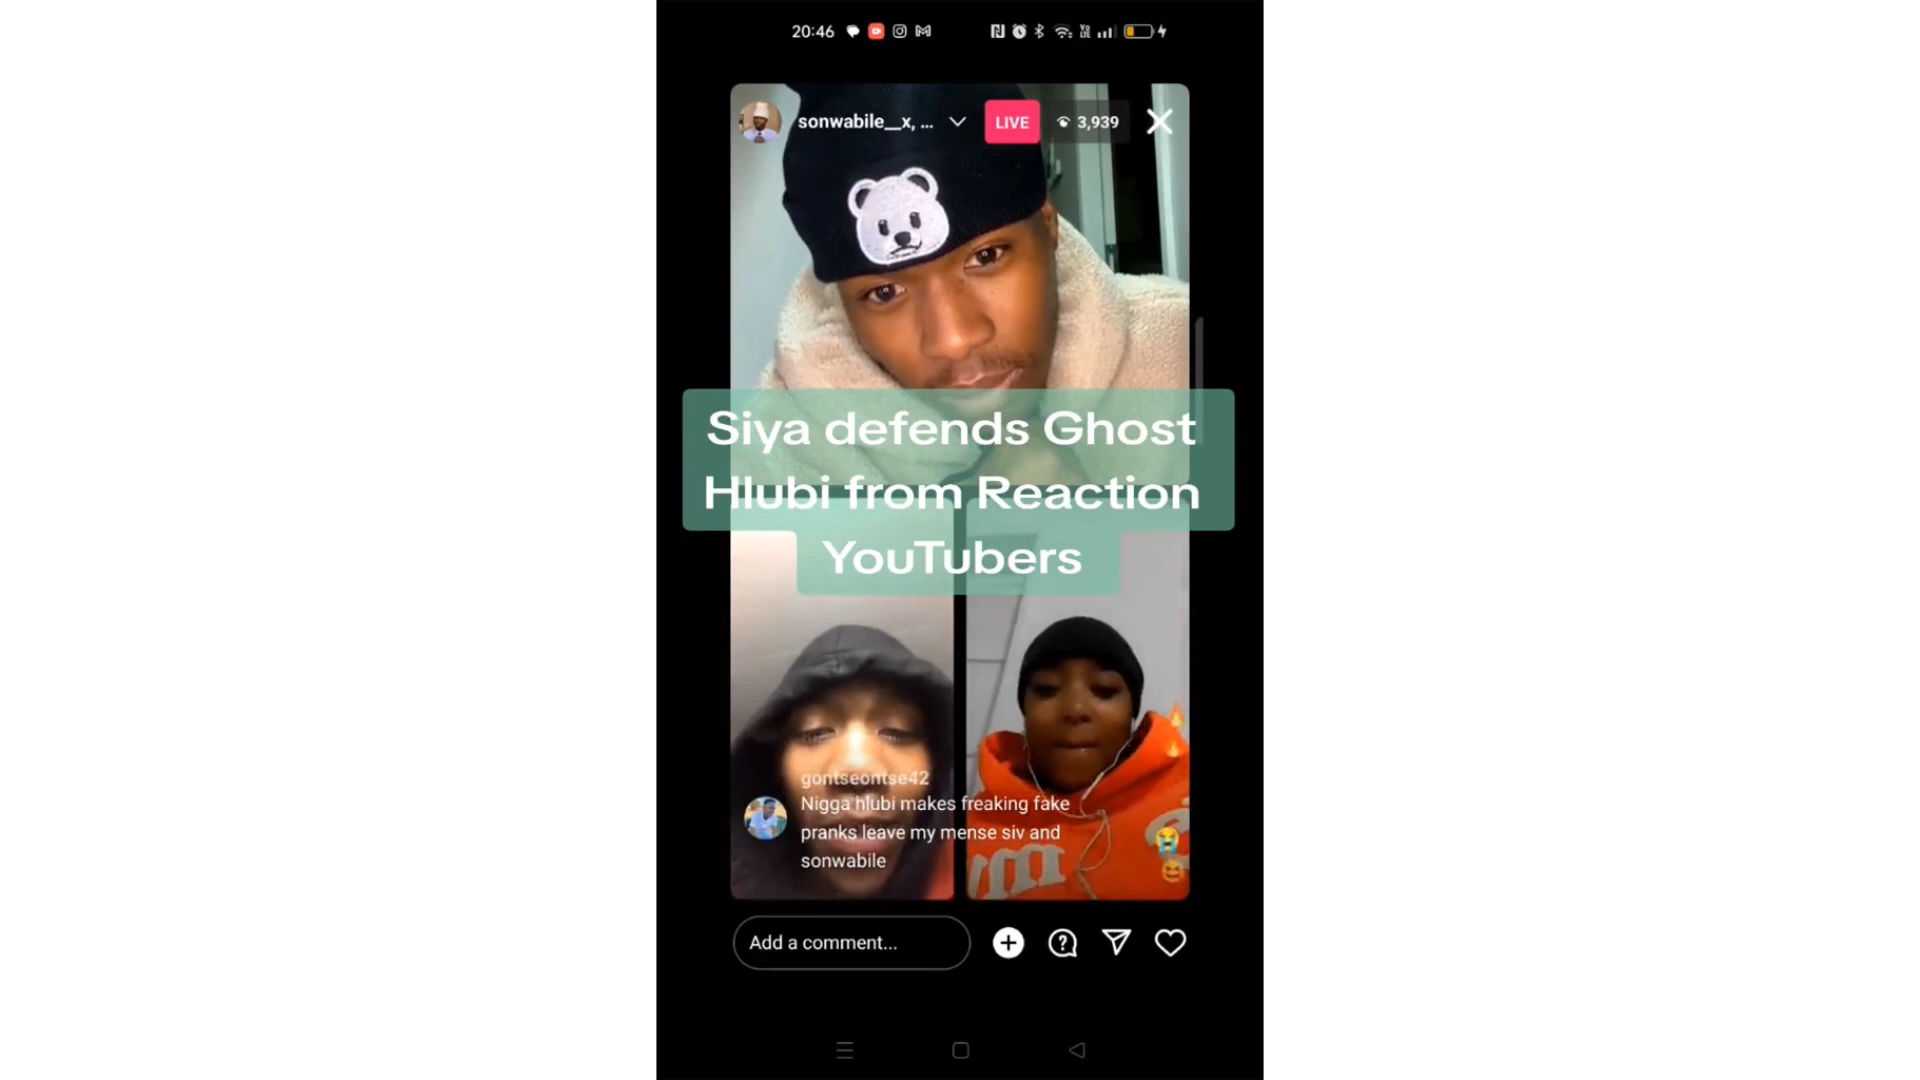 20:46
sonwabile__x, ...
LIVE
3,939
Siya defends Ghost
Hlubi from Reaction
YouTubers
gontseontse42
Nigga hlubi makes freaking fake
pranks leave my mense siv and
sonwabile
Add a comment...